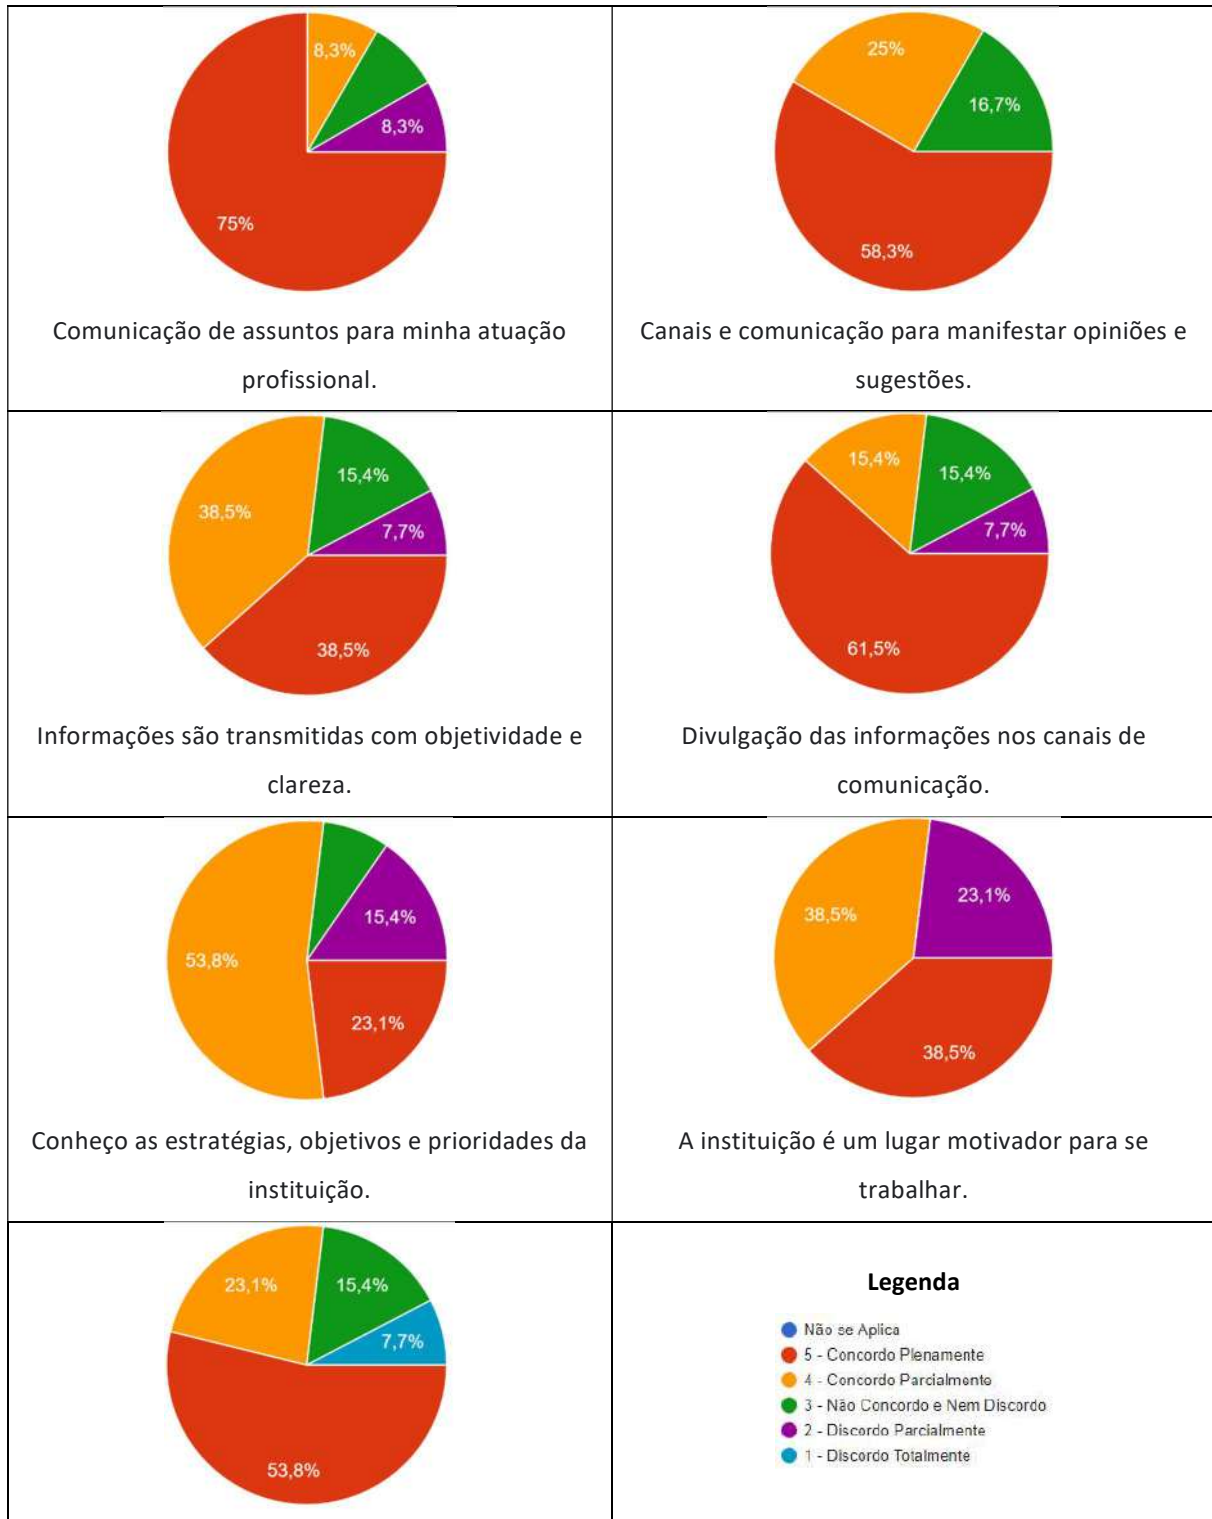 8,3%
8,3%
75%
Comunicação de assuntos para minha atuação
profissional.
25%
16,7%
58,3%
Canais e comunicação para manifestar opiniões e
sugestões.
15,4%
38,5%
7,7%
38,5%
Informações são transmitidas com objetividade e
clareza.
15,4%
15,4%
7,7%
61,5%
Divulgação das informações nos canais de
comunicação.
15,4%
53,8%
23,1%
Conheço as estratégias, objetivos e prioridades da
instituição.
23,1%
38,5%
38,5%
A instituição é um lugar motivador para se
trabalhar.
23,1%
15,4%
7,7%
53,8%
Legenda
Não se Aplica
5 - Concordo Plenamente
4 - Concordo Parcialmente
3 - Não Concordo e Nem Discordo
2 - Discordo Parcialmente
1 - Discordo Totalmente